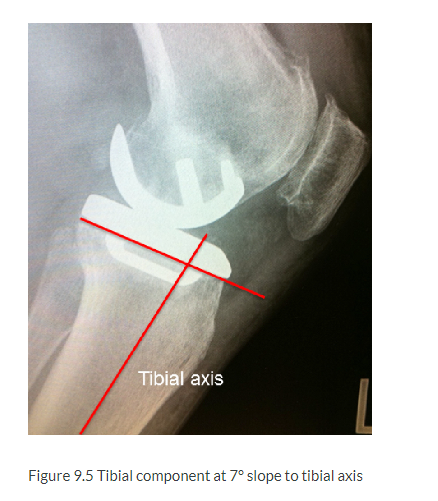 Tibial axis
L
Figure 9.5 Tibial component at 7° slope to tibial axis